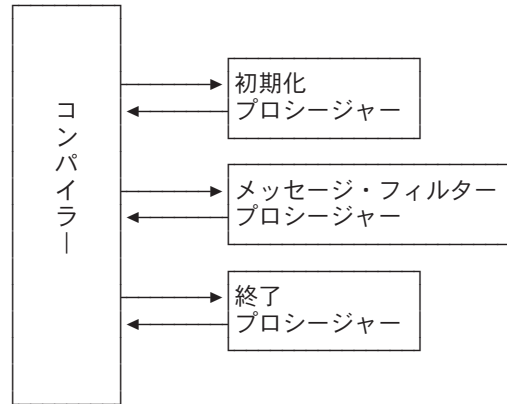 コンパイラー
初期化
プロシージャー
メッセージ・フィルター
プロシージャー
終了
プロシージャー